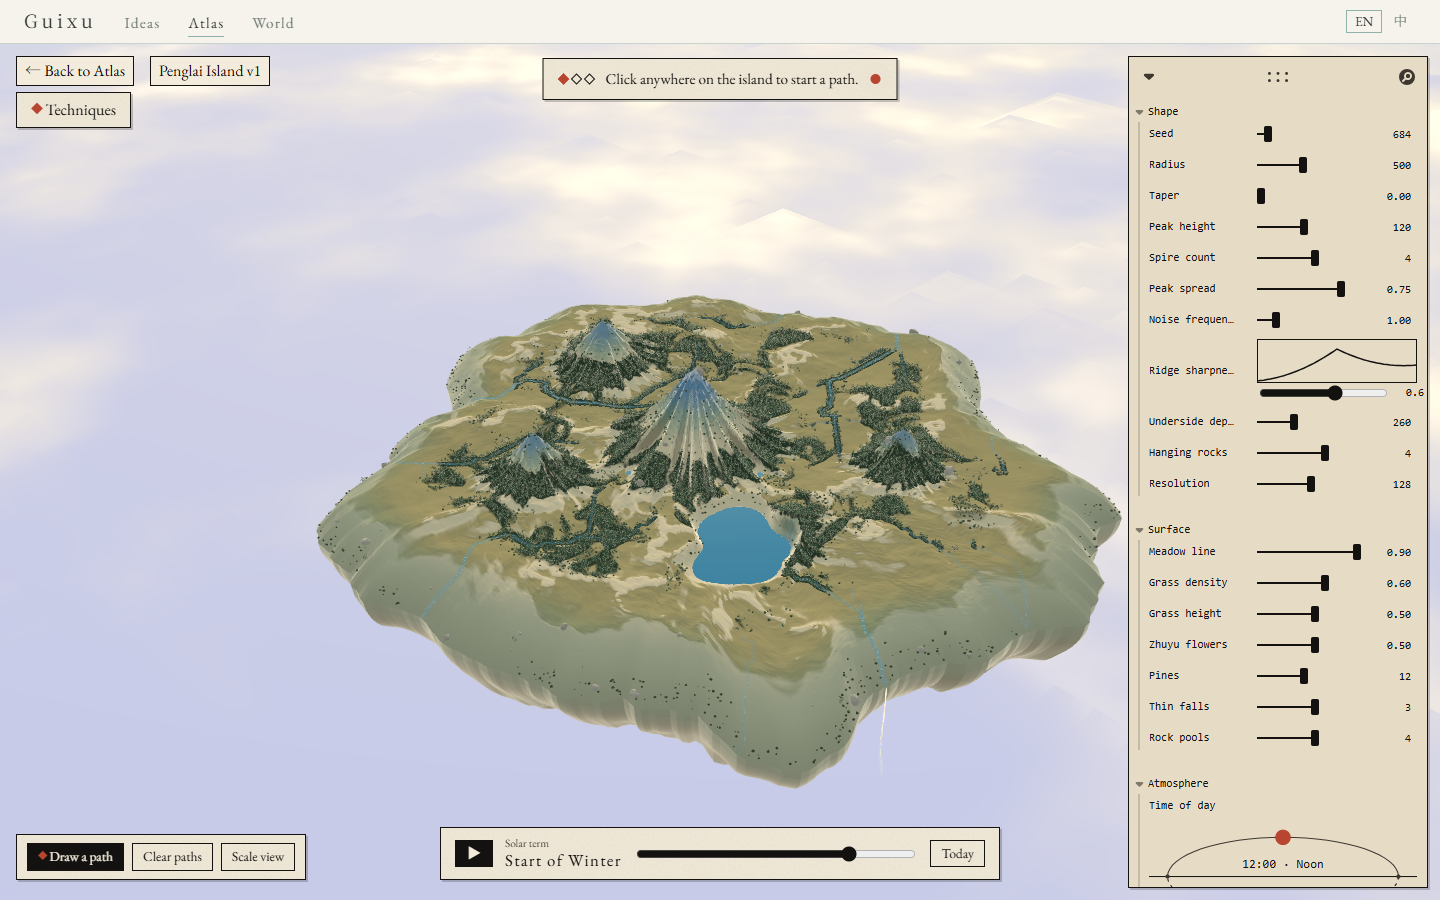 Guixu
Ideas
Atlas
World
EN
中
← Back to Atlas
Penglai Island v1
Techniques
Click anywhere on the island to start a path.
Shape
Seed 684
Radius 500
Taper 0.00
Peak height 120
Spire count 4
Peak spread 0.75
Noise frequen… 1.00
Ridge sharpne… 0.6
Underside dep… 260
Hanging rocks 4
Resolution 128
Surface
Meadow line 0.90
Grass density 0.60
Grass height 0.50
Zhuyu flowers 0.50
Pines 12
Thin falls 3
Rock pools 4
Atmosphere
Time of day
12:00 · Noon
Draw a path
Clear paths
Scale view
Solar term
Start of Winter
Today